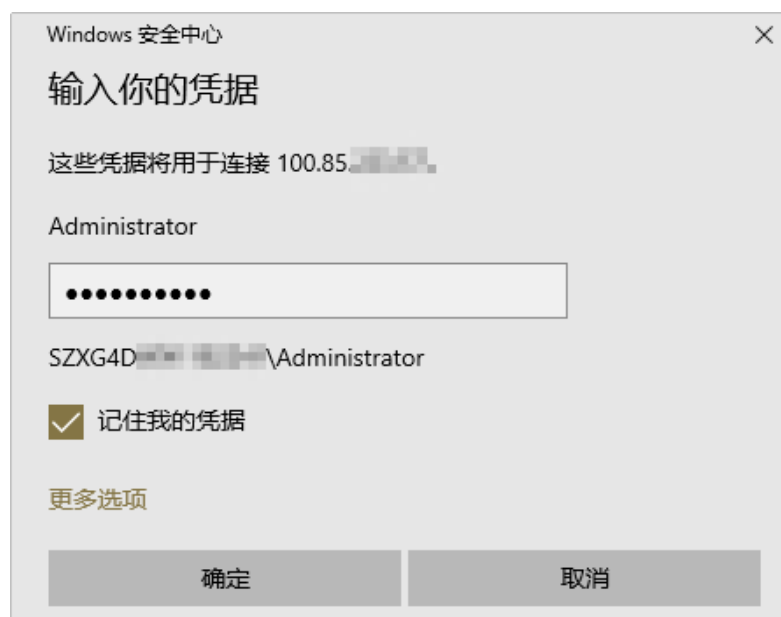 Windows 安全中心
输入你的凭据
这些凭据将用于连接 100.85.
Administrator
••••••••••
SZXG4D \Administrator
记住我的凭据
更多选项
确定 取消